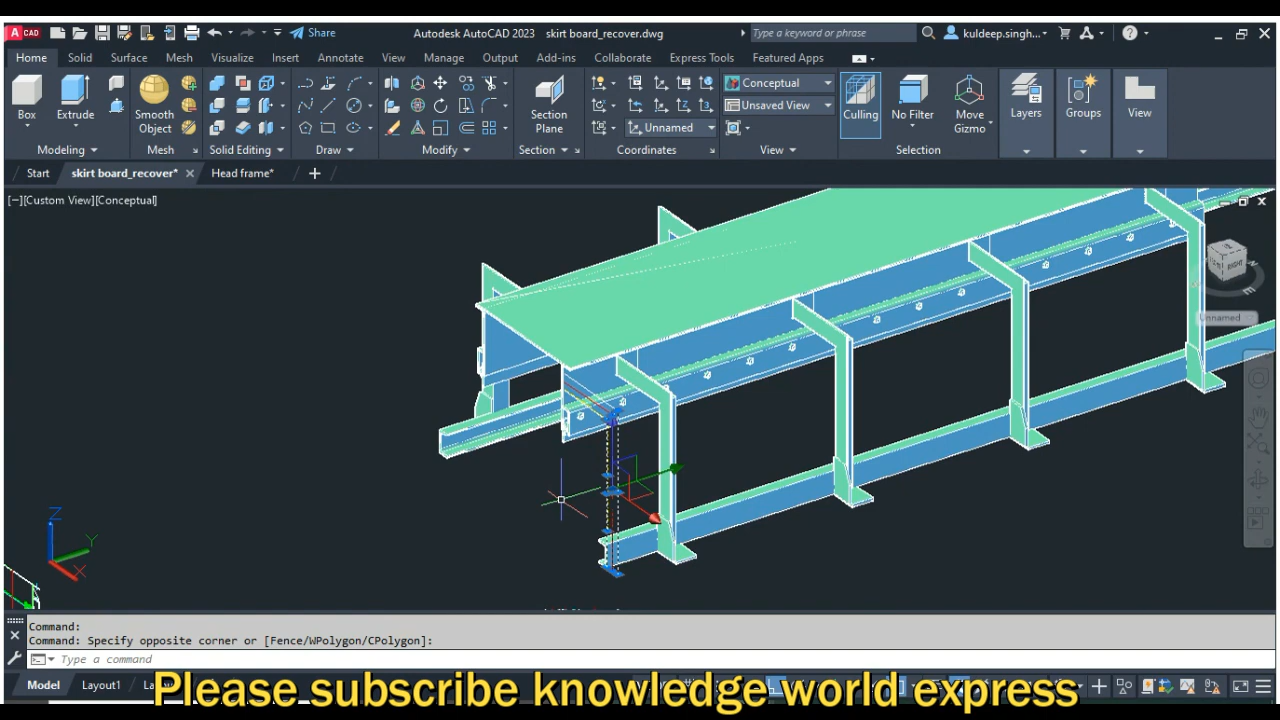 A CAD Share Autodesk AutoCAD 2023 skirt board_recover.dwg Type a keyword or phrase kuldeep.singh...
Home Solid Surface Mesh Visualize Insert Annotate View Manage Output Add-ins Collaborate Express Tools Featured Apps
Box Extrude Smooth Object Section Plane Conceptual Unsaved View Unnamed Culling No Filter Move Gizmo Layers Groups View
Modeling Mesh Solid Editing Draw Modify Section Coordinates View Selection
Start skirt board_recover* Head frame*
[−][Custom View][Conceptual]
RIGHT
Unnamed
Z
Y
X
Command:
Command: Specify opposite corner or [Fence/WPolygon/CPolygon]:
Type a command
Model Layout1
Please subscribe knowledge world express